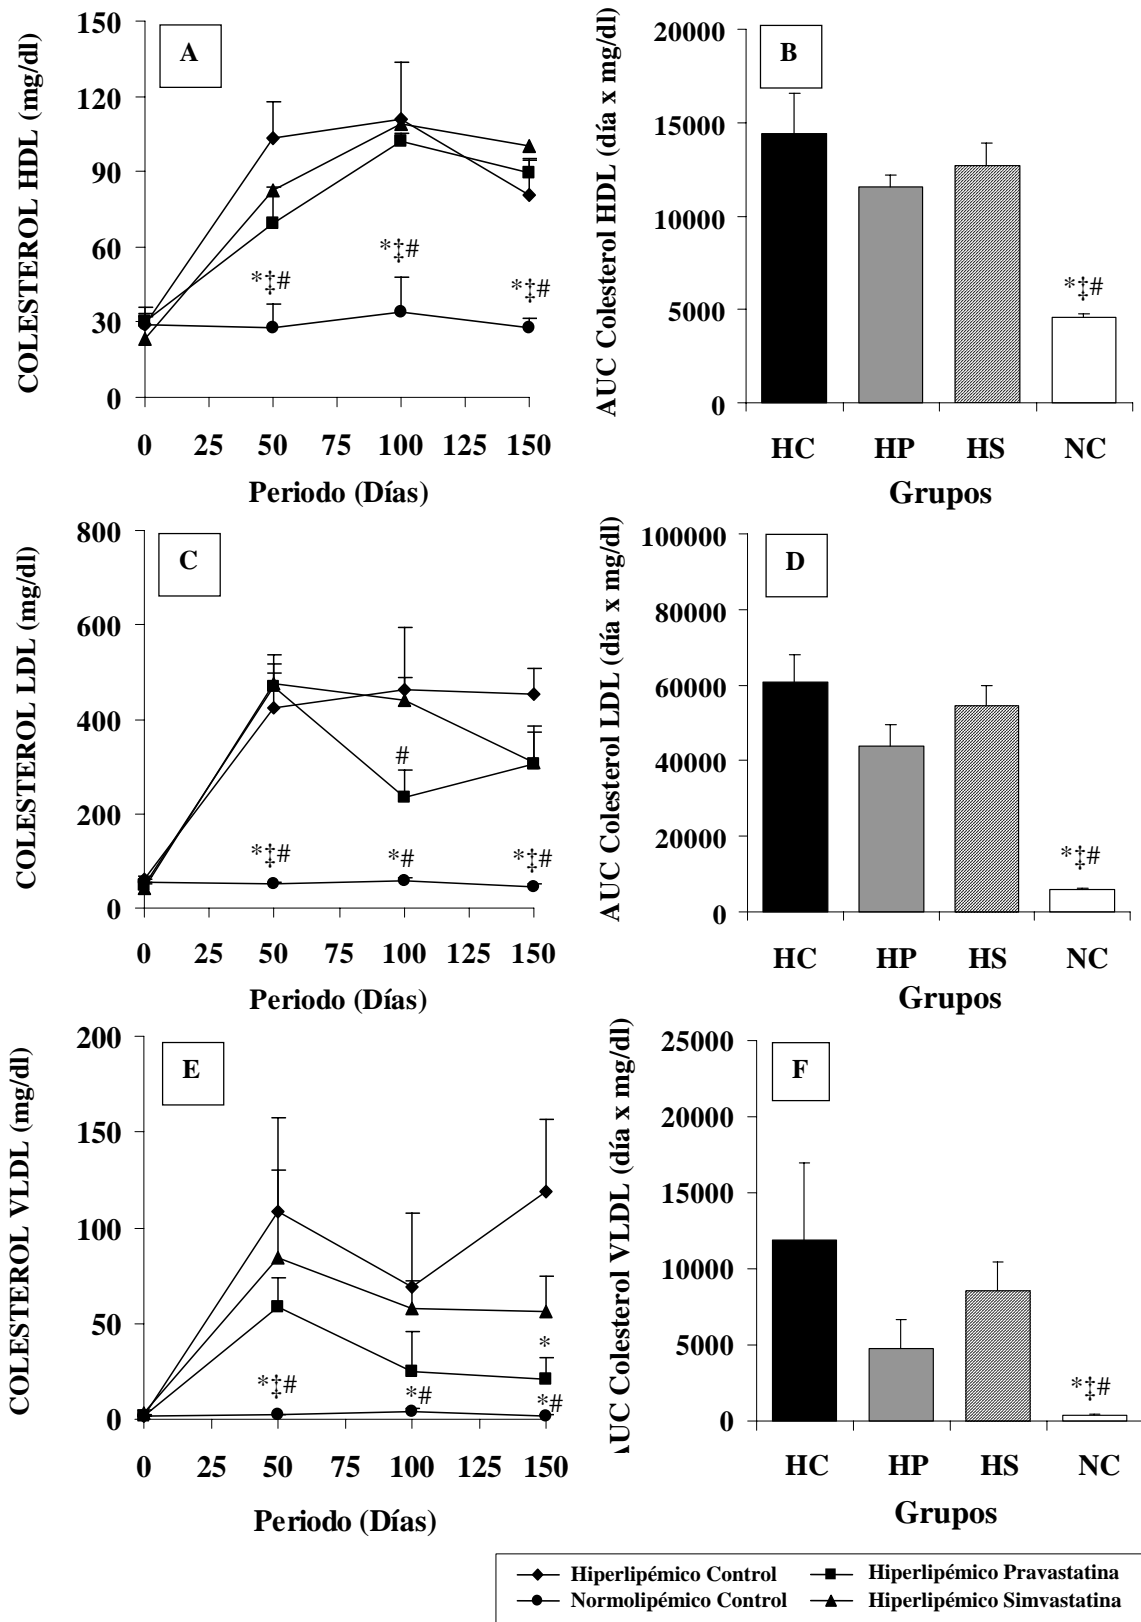 COLESTEROL HDL (mg/dl)
A
150
120
90
60
30
0
*‡#
*‡#
*‡#
0 25 50 75 100 125 150
Periodo (Días)
AUC Colesterol HDL (día x mg/dl)
B
20000
15000
10000
5000
0
*‡#
HC HP HS NC
Grupos
COLESTEROL LDL (mg/dl)
C
800
600
400
200
0
#
*‡#
*#
*‡#
0 25 50 75 100 125 150
Periodo (Días)
AUC Colesterol LDL (día x mg/dl)
D
100000
80000
60000
40000
20000
0
*‡#
HC HP HS NC
Grupos
COLESTEROL VLDL (mg/dl)
E
200
150
100
50
0
*
*‡#
*#
*#
0 25 50 75 100 125 150
Periodo (Días)
AUC Colesterol VLDL (día x mg/dl)
F
25000
20000
15000
10000
5000
0
*‡#
HC HP HS NC
Grupos
Hiperlipémico Control
Hiperlipémico Pravastatina
Normolipémico Control
Hiperlipémico Simvastatina